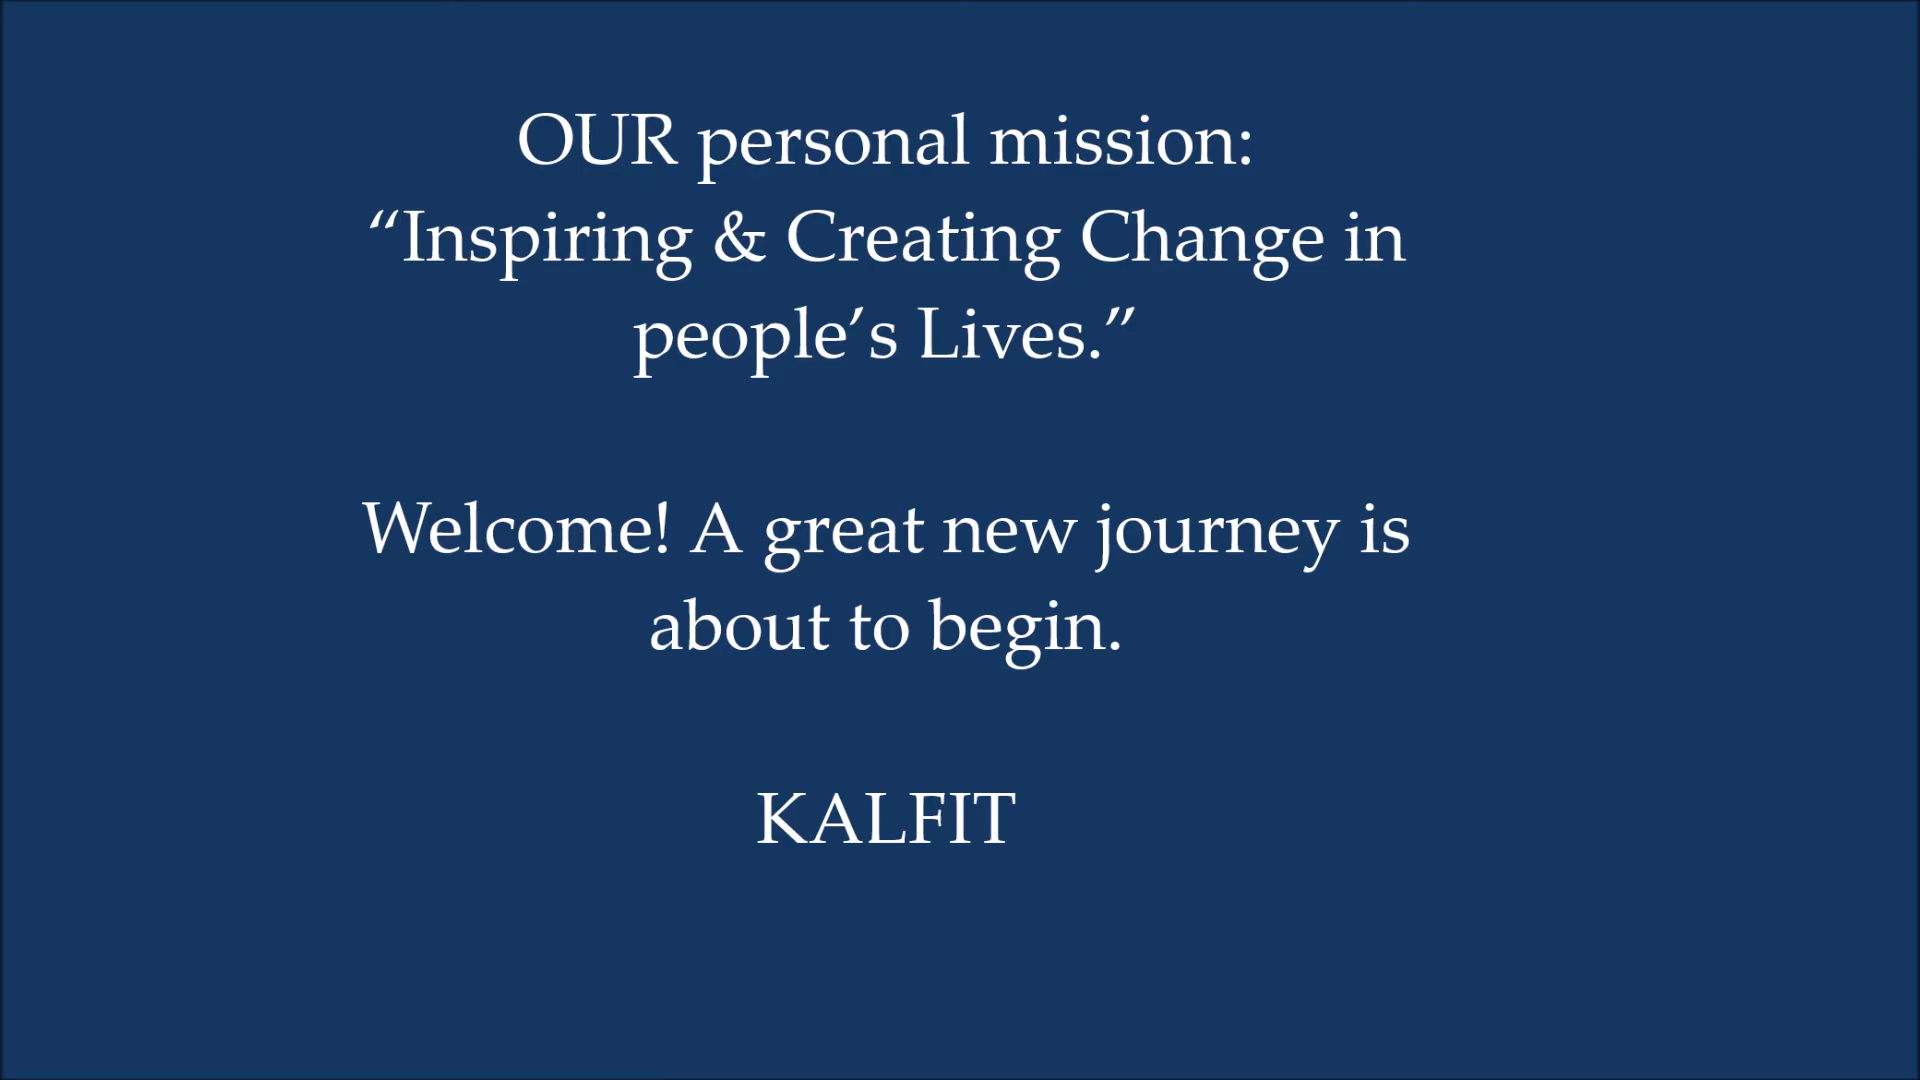 OUR personal mission:
“Inspiring & Creating Change in
people’s Lives.”
Welcome! A great new journey is
about to begin.
KALFIT